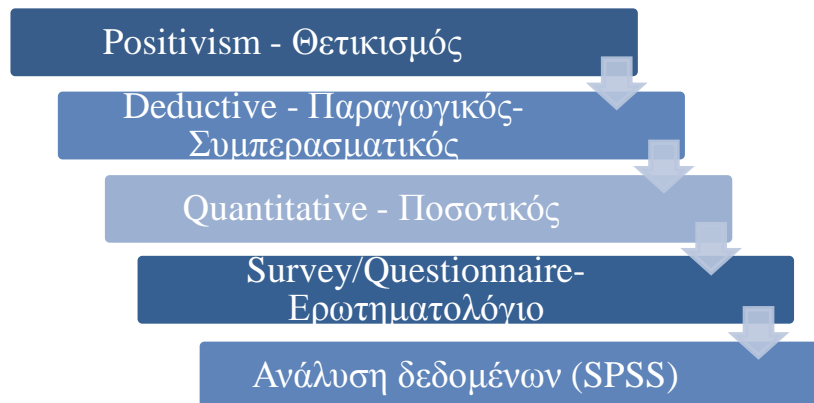 Positivism - Θετικισμός
Deductive - Παραγωγικός-
Συμπερασματικός
Quantitative - Ποσοτικός
Survey/Questionnaire-
Ερωτηματολόγιο
Ανάλυση δεδομένων (SPSS)